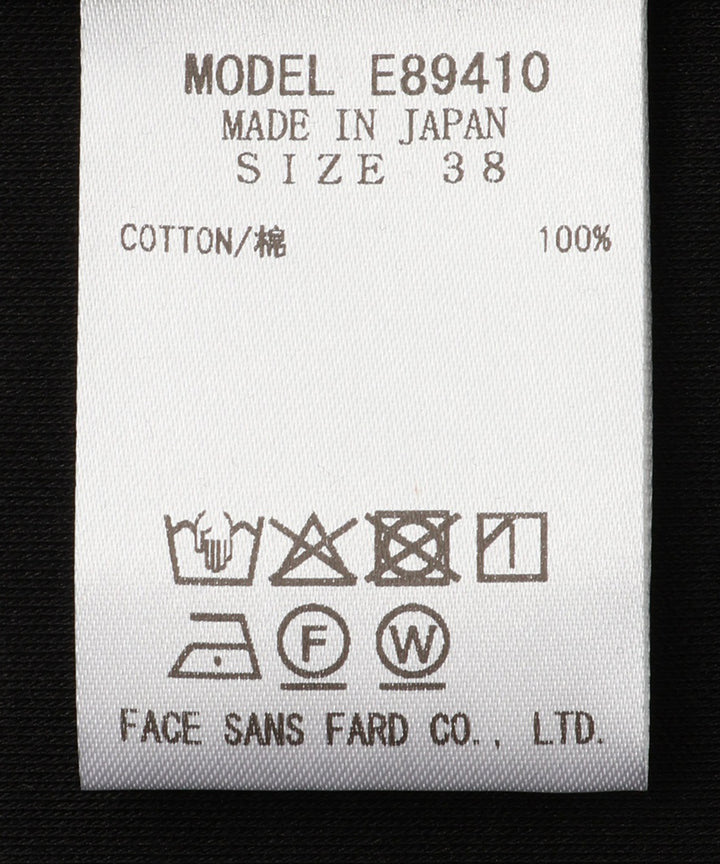 MODEL E89410
MADE IN JAPAN
SIZE 38
COTTON/棉 100%
F W
FACE SANS FARD CO., LTD.